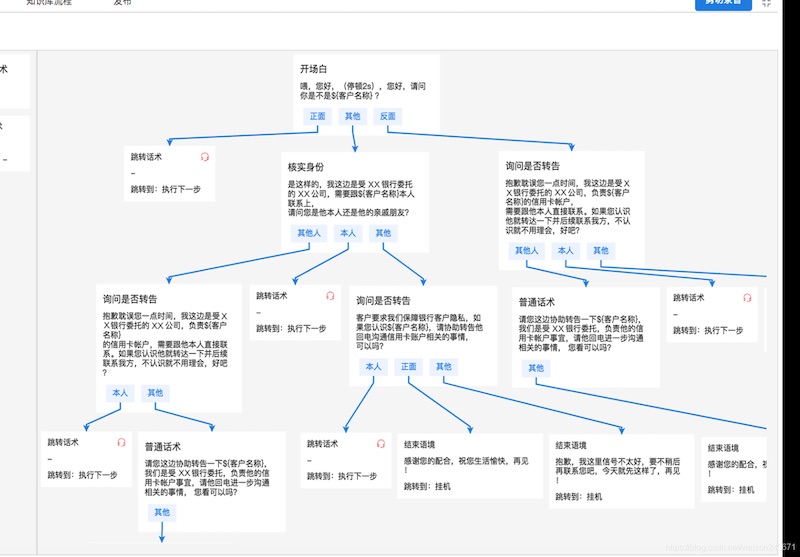 知识库流程
发布
术
术
–
开场白
喂，您好，（停顿2s），您好，请问
你是不是${客户名称}？
正面
其他
反面
跳转话术
–
跳转到：执行下一步
核实身份
是这样的，我这边是受 XX 银行委托
的 XX 公司，需要跟${客户名称}本人
联系上，
请问您是他本人还是他的亲戚朋友？
其他人
本人
其他
询问是否转告
抱歉耽误您一点时间，我这边是受 X
X 银行委托的 XX 公司，负责${客户
名称}的信用卡帐户，
需要跟他本人直接联系。如果您认识
他就转达一下并后续联系我方，不认
识就不用理会，好吧？
其他人
本人
其他
询问是否转告
抱歉耽误您一点时间，我这边是受 X
X 银行委托的 XX 公司，负责${客户
名称}
的信用卡帐户，需要跟他本人直接联
系。如果您认识他就转达一下并后续
联系我方，不认识就不用理会，好吧
？
本人
其他
跳转话术
–
跳转到：执行下一步
询问是否转告
客户要求我们保障银行客户隐私，如
果您认识${客户名称}，请协助转告他
回电沟通信用卡账户相关的事情，
可以吗？
本人
正面
其他
普通话术
请您这边协助转告一下${客户名称}，
我们是受 XX 银行委托，负责他的信
用卡帐户事宜，请他回电进一步沟通
相关的事情， 您看可以吗？
其他
跳转话术
–
跳转到：执行下一步
跳转话术
–
跳转到：执行下一步
普通话术
请您这边协助转告一下${客户名称}，
我们是受 XX 银行委托，负责他的信
用卡帐户事宜，请他回电进一步沟通
相关的事情， 您看可以吗？
其他
跳转话术
–
跳转到：执行下一步
结束语境
感谢您的配合，祝您生活愉快，再见
！
跳转到：挂机
结束语境
抱歉，我这里信号不太好，要不稍后
再联系您吧，今天就先这样了，再见
！
跳转到：挂机
结束语境
感谢您的配合，祝
！
跳转到：挂机